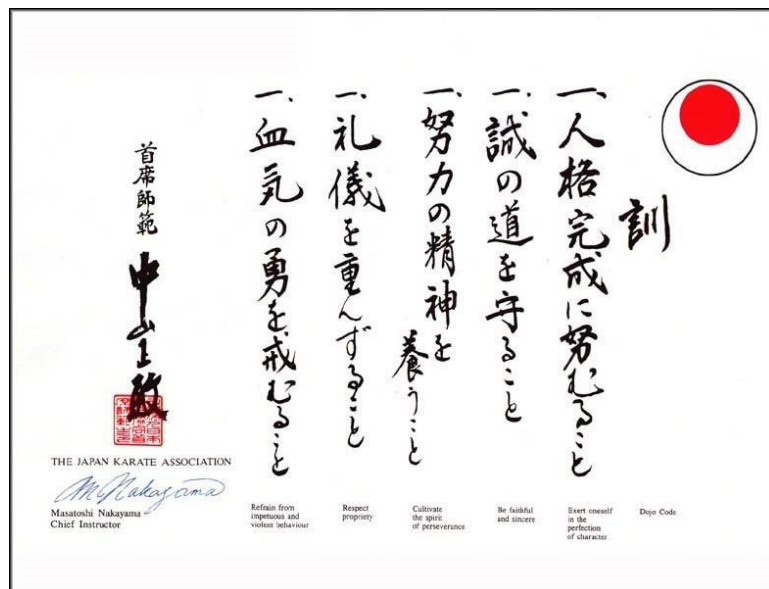 訓
一、人格完成に努むること
一、誠の道を守ること
一、努力の精神を
養うこと
一、礼儀を重んずること
一、血気の勇を戒むること
首席師範
中山正敏
THE JAPAN KARATE ASSOCIATION
M Nakayama
Masatoshi Nakayama
Chief Instructor
Refrain from
impetuous and
violent behaviour
Respect
propriety
Cultivate
the spirit
of perseverance
Be faithful
and sincere
Exert oneself
in the
perfection
of character
Dojo Code